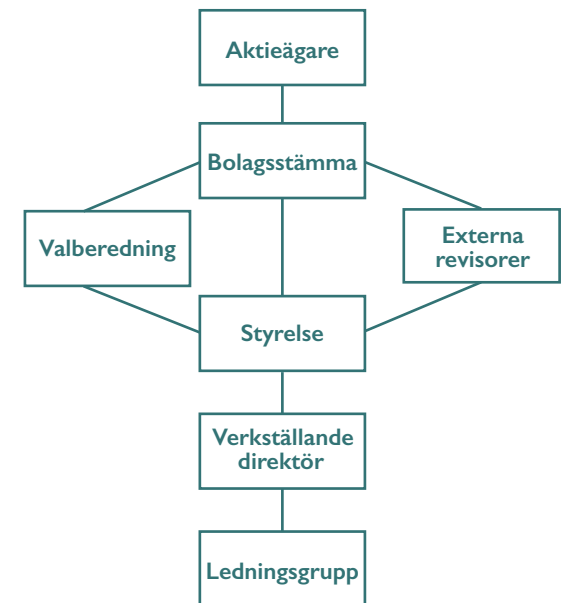 Aktieägare
Bolagsstämma
Valberedning
Externa
revisorer
Styrelse
Verkställande
direktör
Ledningsgrupp